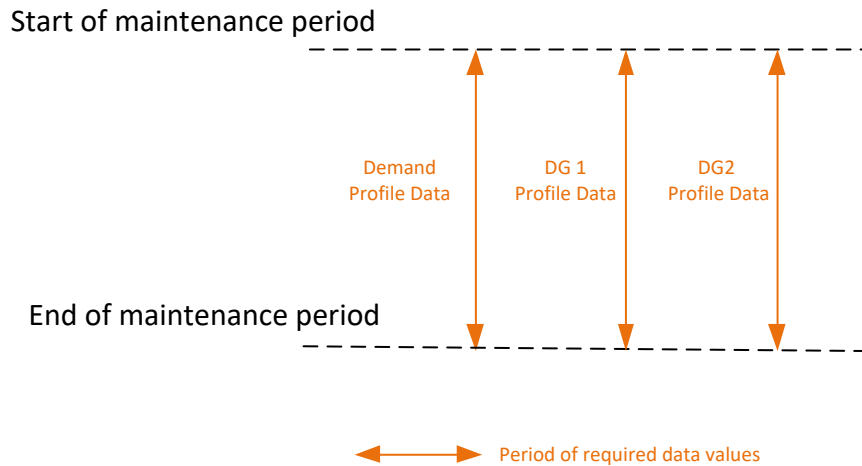 Start of maintenance period
Demand
Profile Data
DG 1
Profile Data
DG2
Profile Data
End of maintenance period
Period of required data values